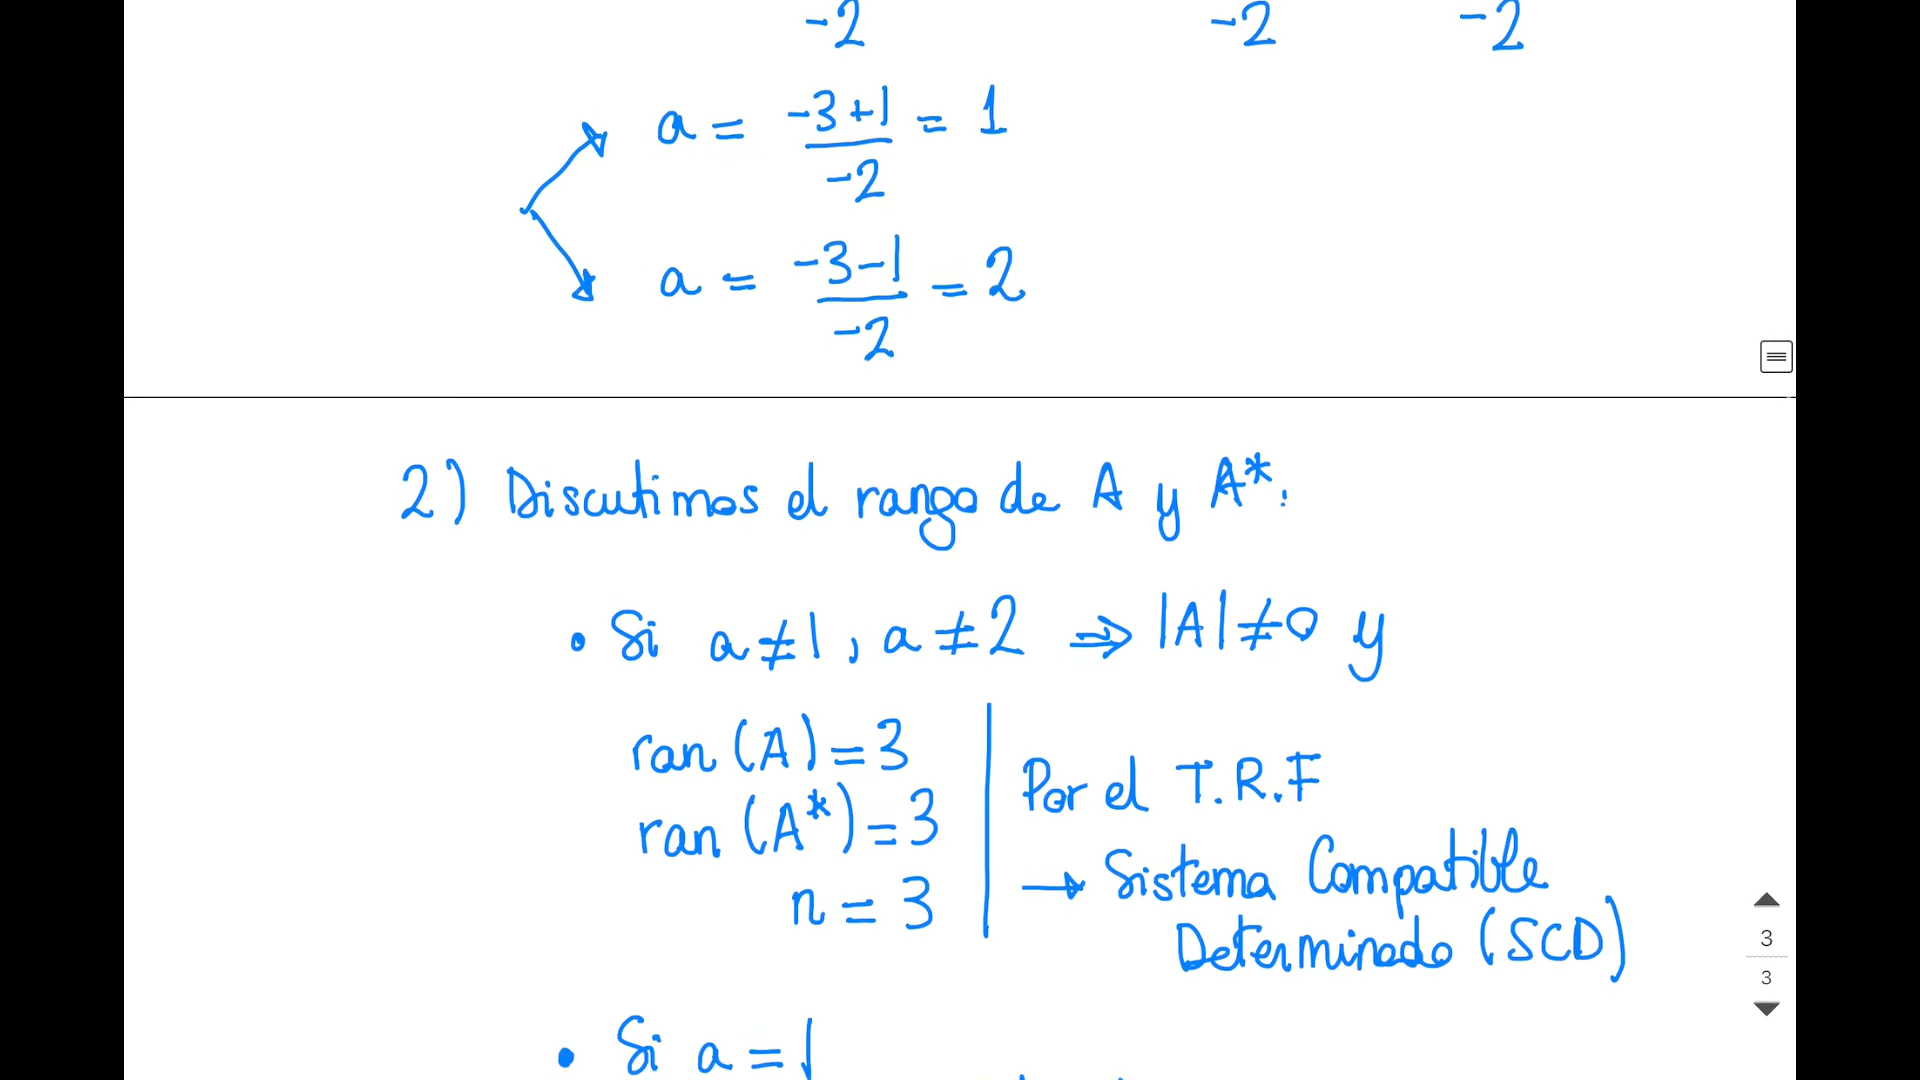 -2 -2 -2
a = -3+1 / -2 = 1
a = -3-1 / -2 = 2
2) Discutimos el rango de A y A*:
• Si a≠1, a≠2 ⇒ |A|≠0 y
ran (A) = 3
ran (A*) = 3
n = 3
Por el T.R.F
→ Sistema Compatible
Determinado (SCD)
• Si a = 1
3
3